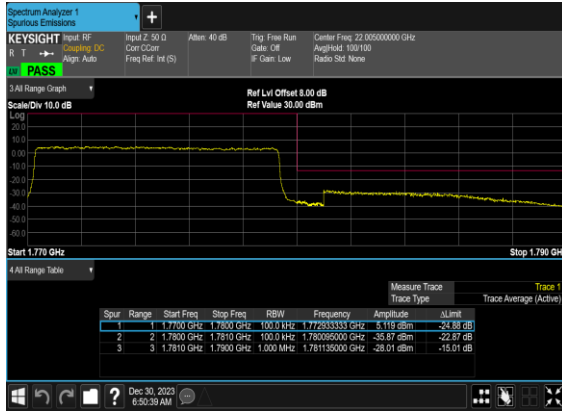 Spectrum Analyzer 1
Spurious Emissions
KEYSIGHT Input: RF Input Z: 50 Ω Atten: 40 dB Trig: Free Run Center Freq: 22.005000000 GHz
R T Coupling: DC Corr CCorr Gate: Off Avg|Hold: 100/100
Align: Auto Freq Ref: Int (S) IF Gain: Low Radio Std: None
LXI PASS
3 All Range Graph
Ref Lvl Offset 8.00 dB
Scale/Div 10.0 dB Ref Value 30.00 dBm
Log
20.0
10.0
0.00
-10.0
-20.0
-30.0
-40.0
-50.0
-60.0
Start 1.770 GHz Stop 1.790 GH
4 All Range Table
Measure Trace Trace 1
Trace Type Trace Average (Active)
Spur Range Start Freq Stop Freq RBW Frequency Amplitude ΔLimit
1 1 1.7700 GHz 1.7800 GHz 100.0 kHz 1.772933333 GHz 5.119 dBm -24.88 dB
2 2 1.7800 GHz 1.7810 GHz 100.0 kHz 1.780095000 GHz -35.87 dBm -22.87 dB
3 3 1.7810 GHz 1.7900 GHz 1.000 MHz 1.781135000 GHz -28.01 dBm -15.01 dB
? Dec 30, 2023
6:50:39 AM